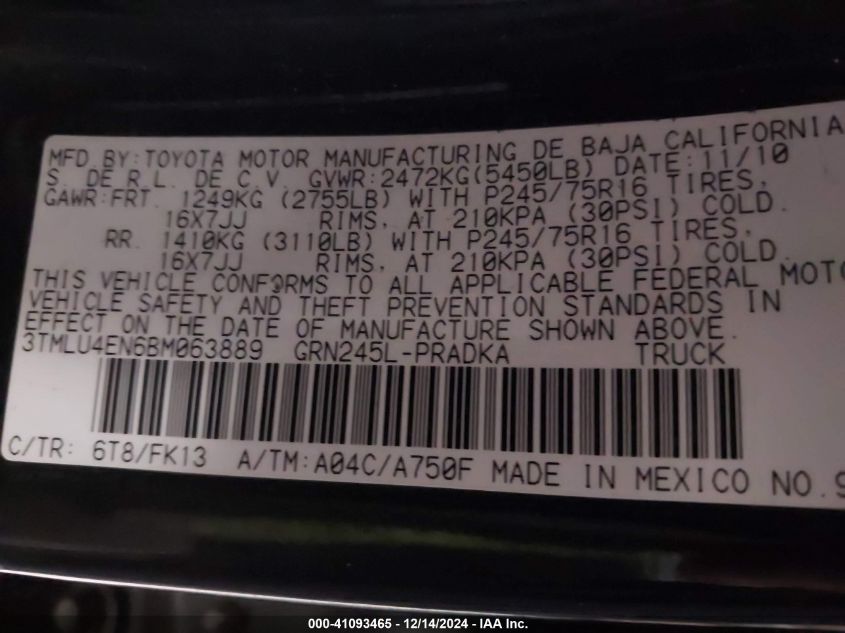 MFD.BY:TOYOTA MOTOR MANUFACTURING DE BAJA CALIFORNIA
S. DE R.L. DE C.V. GVWR:2472KG(5450LB) DATE:11/10
GAWR:FRT. 1249KG (2755LB) WITH P245/75R16 TIRES,
16X7JJ RIMS, AT 210KPA (30PSI) COLD.
RR. 1410KG (3110LB) WITH P245/75R16 TIRES,
16X7JJ RIMS, AT 210KPA (30PSI) COLD.
THIS VEHICLE CONFORMS TO ALL APPLICABLE FEDERAL MOTO
VEHICLE SAFETY AND THEFT PREVENTION STANDARDS IN
EFFECT ON THE DATE OF MANUFACTURE SHOWN ABOVE.
3TMLU4EN6BM063889 GRN245L-PRADKA TRUCK
C/TR: 6T8/FK13 A/TM:A04C/A750F MADE IN MEXICO NO.9
000-41093465 - 12/14/2024 - IAA Inc.